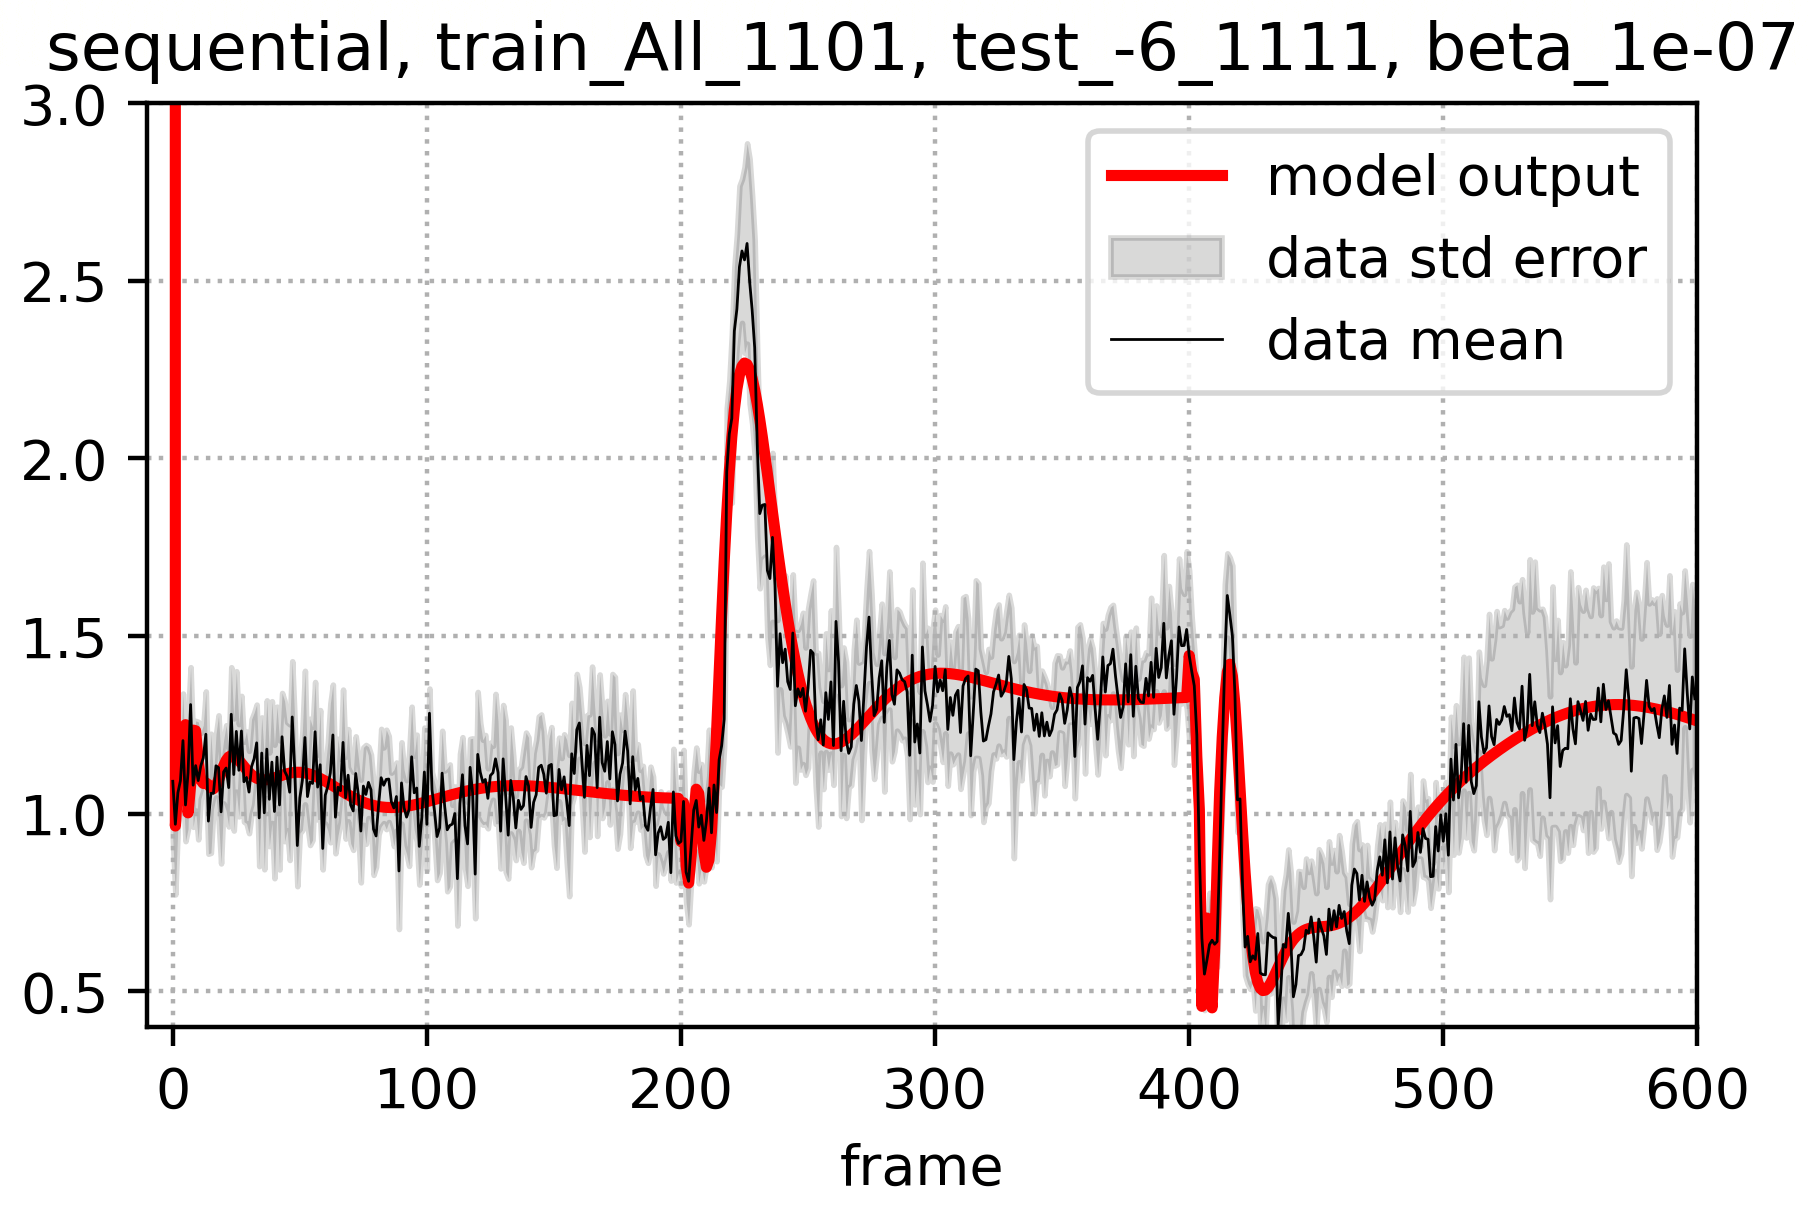 sequential, train_All_1101, test_-6_1111, beta_1e-07
3.0
2.5
2.0
1.5
1.0
0.5
model output
data std error
data mean
0 100 200 300 400 500 600
frame